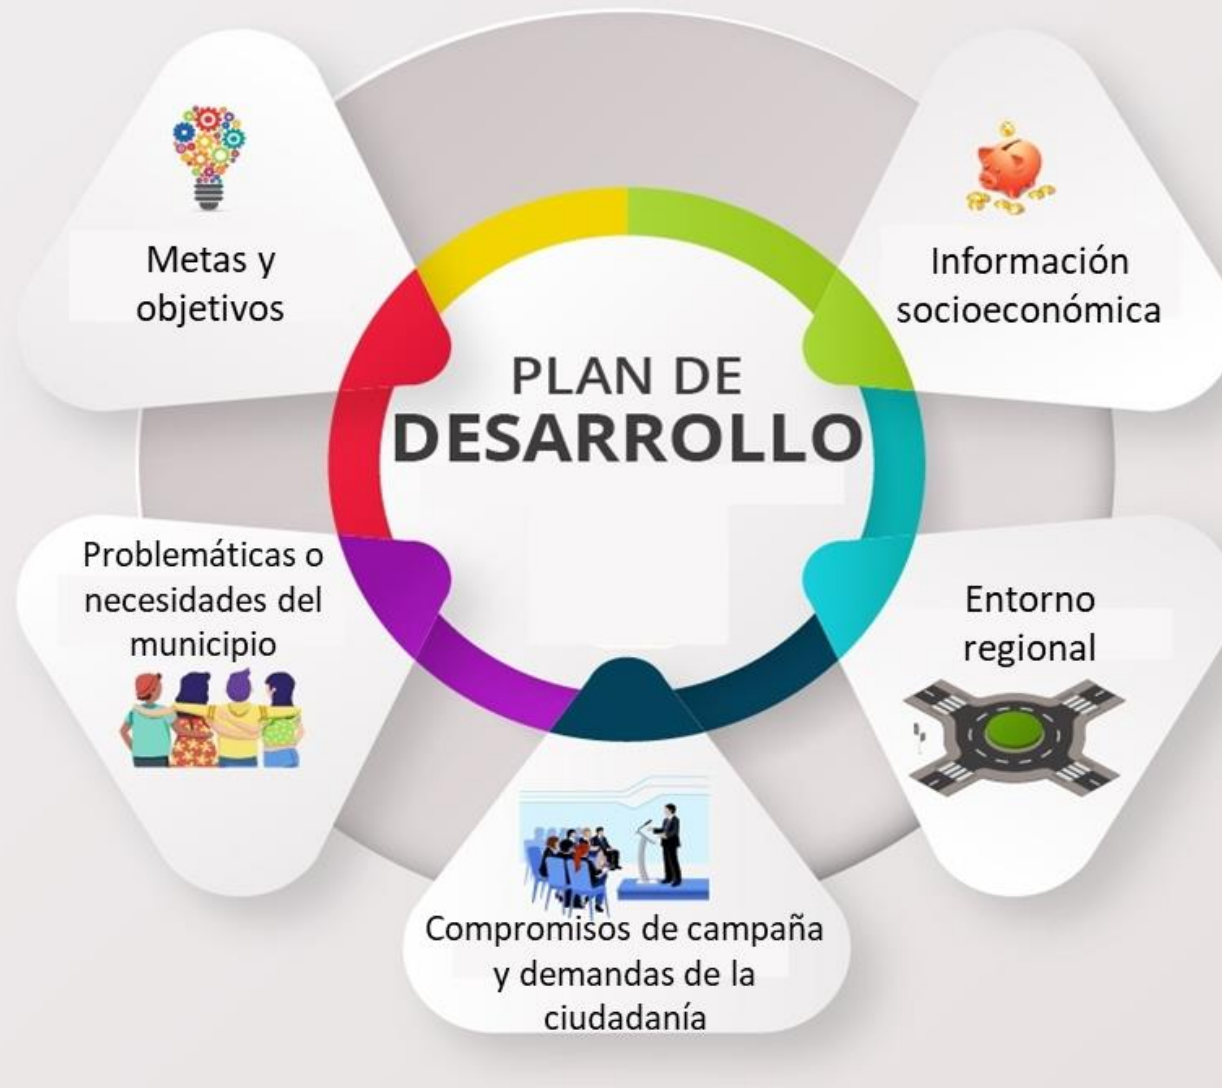 PLAN DE
DESARROLLO
Metas y
objetivos
Información
socioeconómica
Problemáticas o
necesidades del
municipio
Entorno
regional
Compromisos de campaña
y demandas de la
ciudadanía